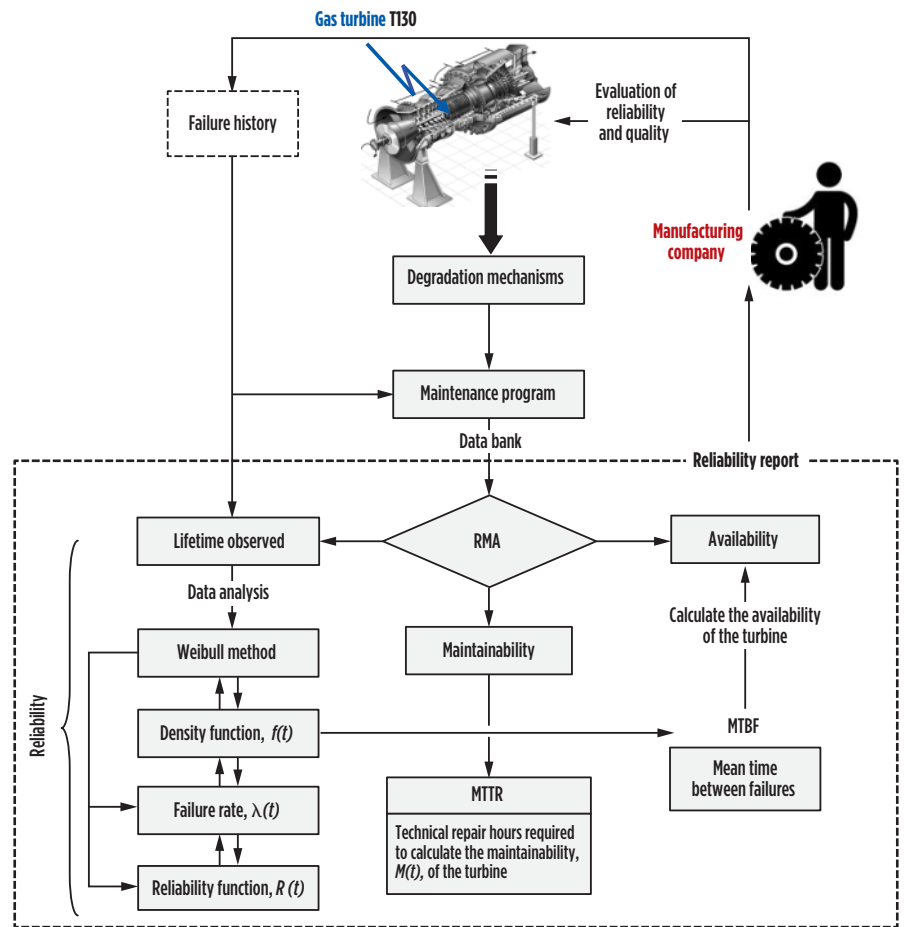 Gas turbine T130
Failure history
Evaluation of
reliability
and quality
Manufacturing
company
Degradation mechanisms
Maintenance program
Data bank
Reliability report
Lifetime observed
RMA
Availability
Data analysis
Calculate the availability
of the turbine
Weibull method
Maintainability
Reliability
Density function, f(t)
MTBF
Mean time
between failures
Failure rate, λ(t)
MTTR
Technical repair hours required
to calculate the maintainability,
M(t), of the turbine
Reliability function, R (t)